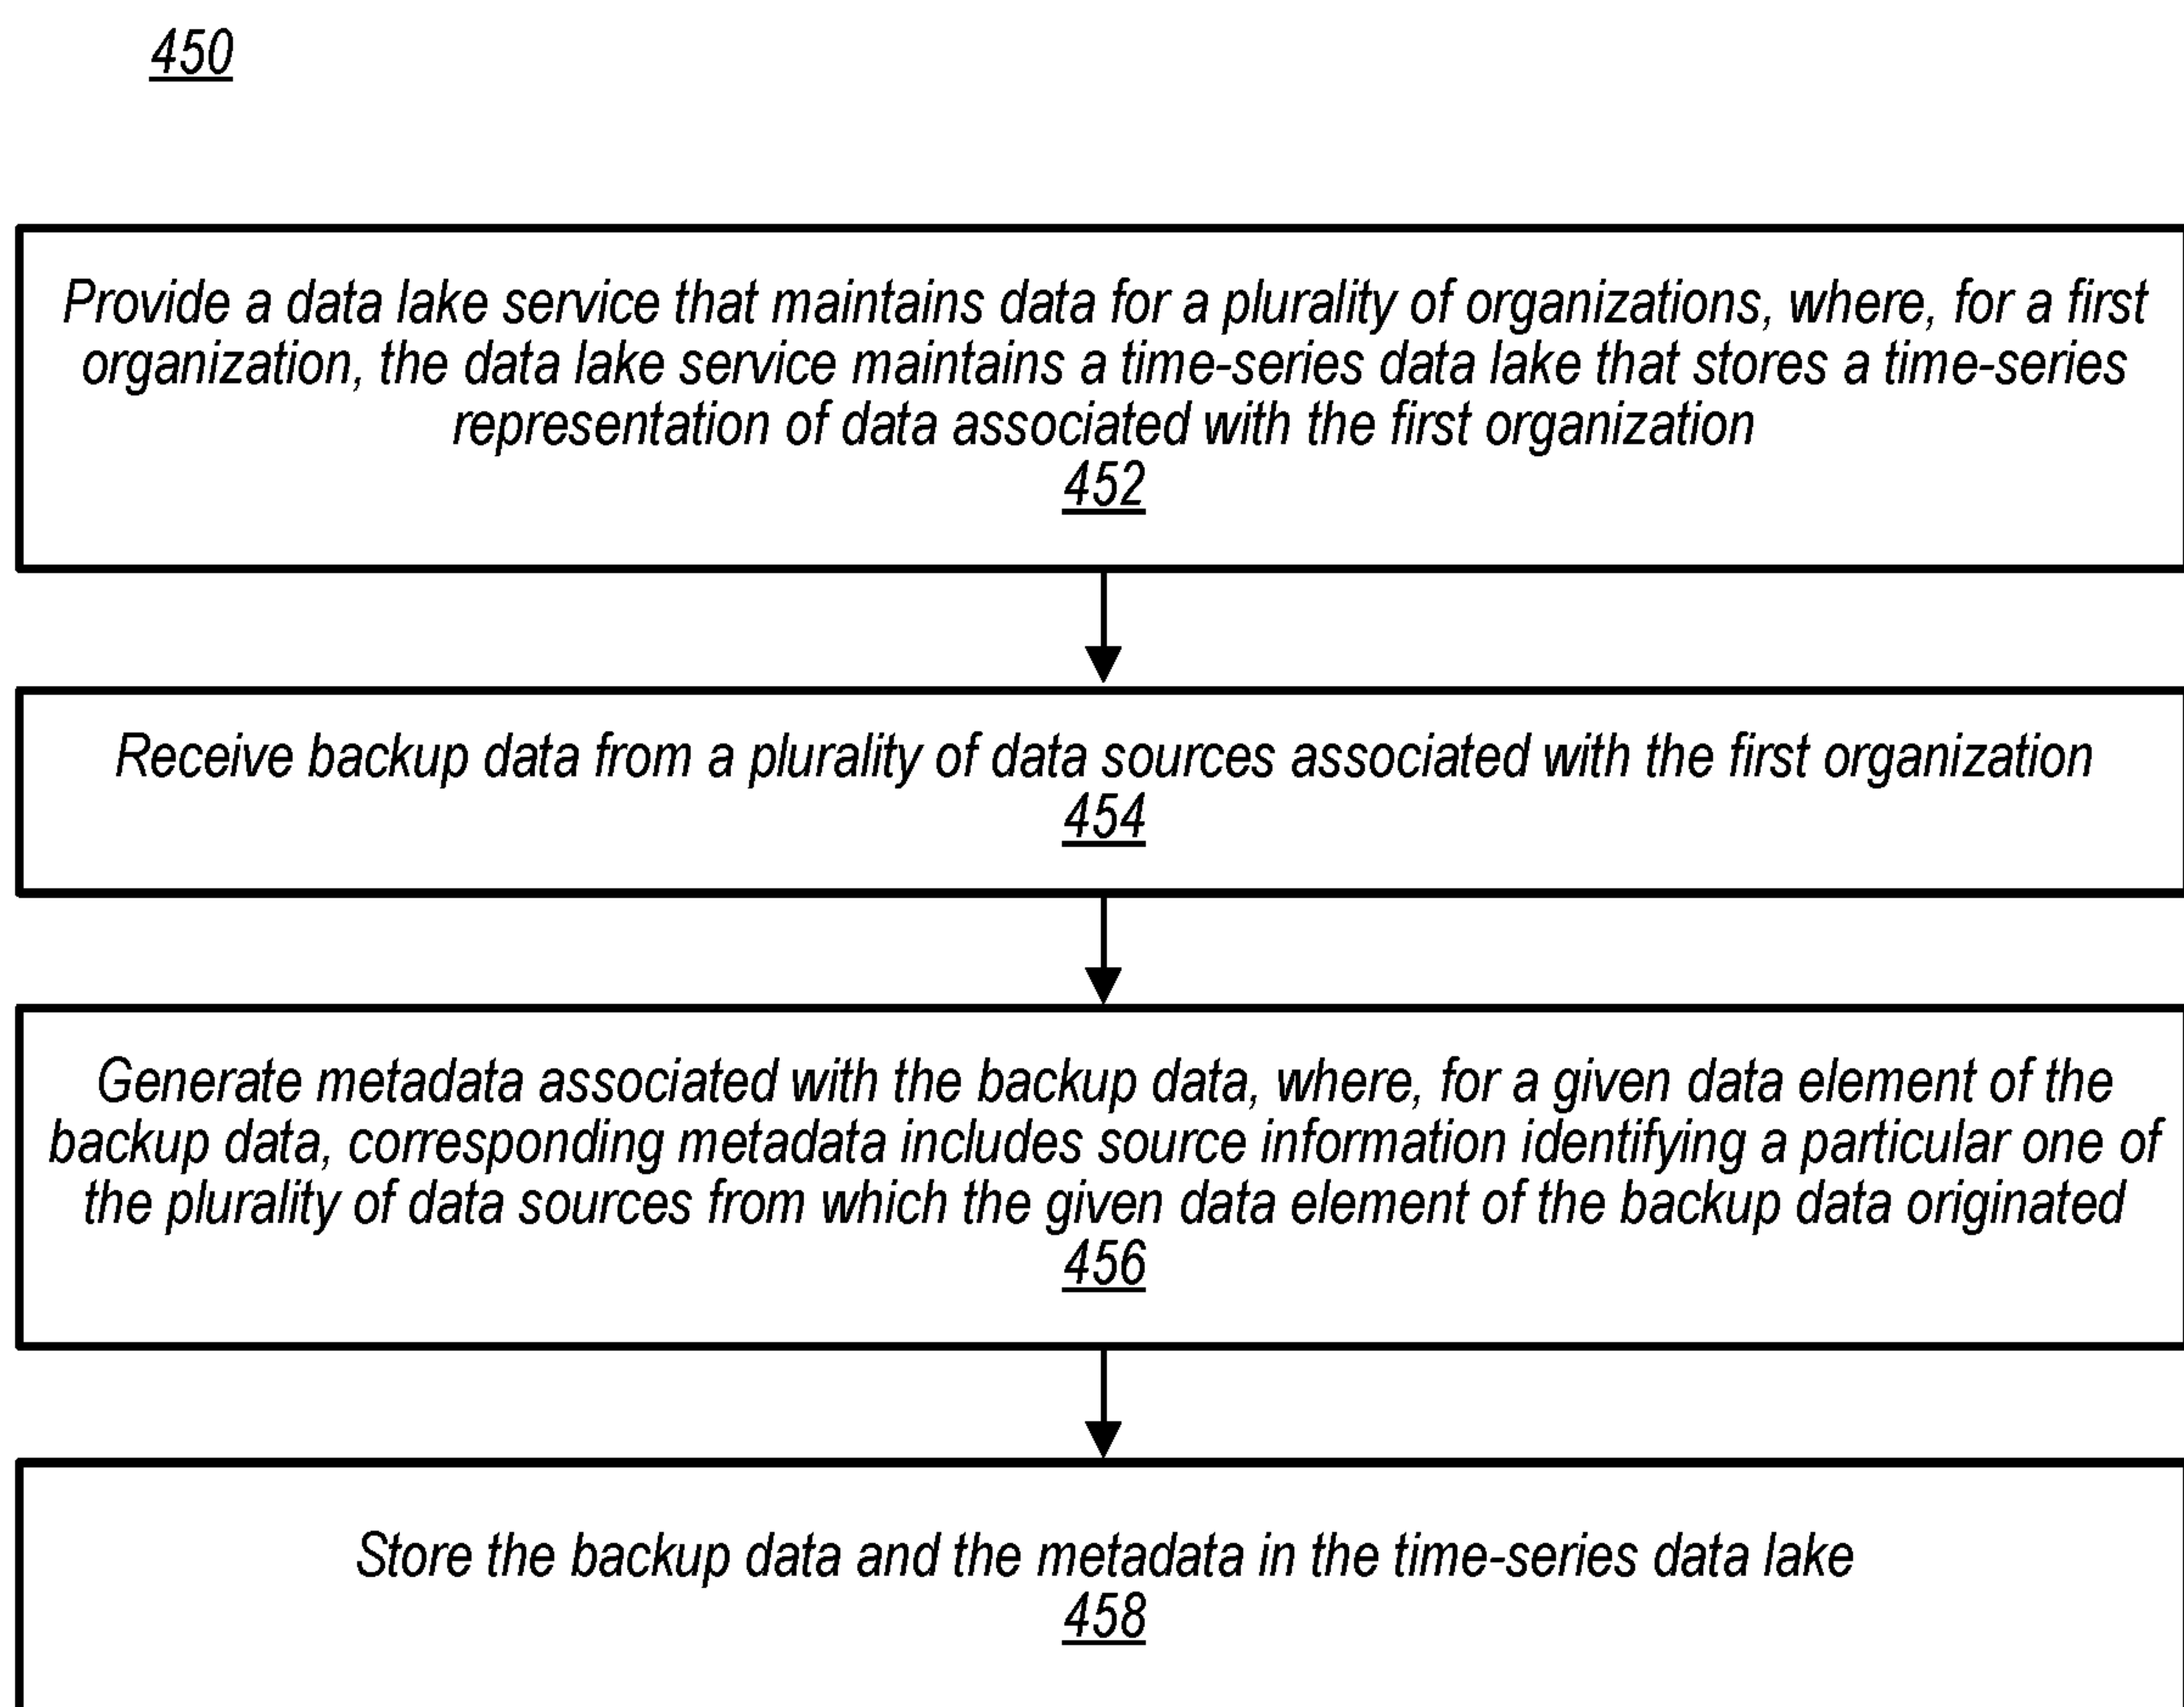 450
Provide a data lake service that maintains data for a plurality of organizations, where, for a first
organization, the data lake service maintains a time-series data lake that stores a time-series
representation of data associated with the first organization
452
Receive backup data from a plurality of data sources associated with the first organization
454
Generate metadata associated with the backup data, where, for a given data element of the
backup data, corresponding metadata includes source information identifying a particular one of
the plurality of data sources from which the given data element of the backup data originated
456
Store the backup data and the metadata in the time-series data lake
458